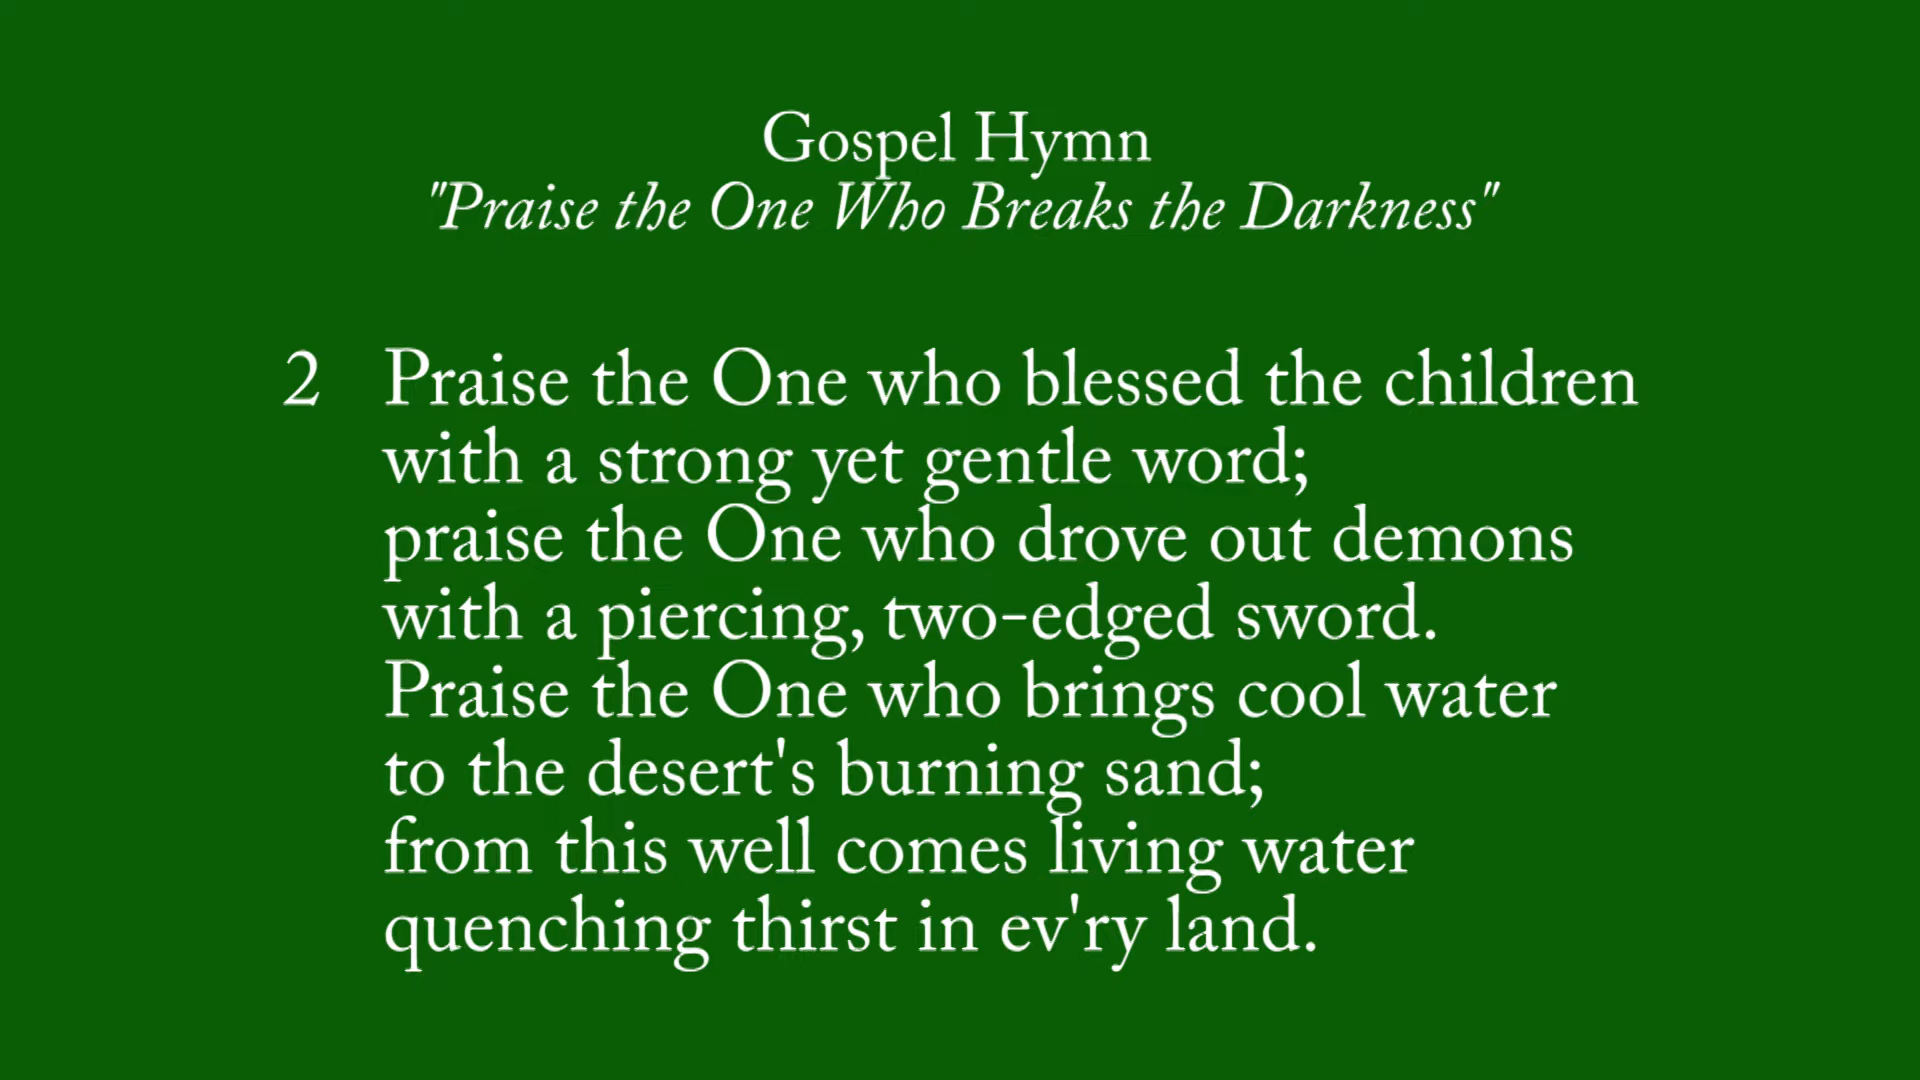 Gospel Hymn
"Praise the One Who Breaks the Darkness"
2 Praise the One who blessed the children
with a strong yet gentle word;
praise the One who drove out demons
with a piercing, two-edged sword.
Praise the One who brings cool water
to the desert's burning sand;
from this well comes living water
quenching thirst in ev'ry land.